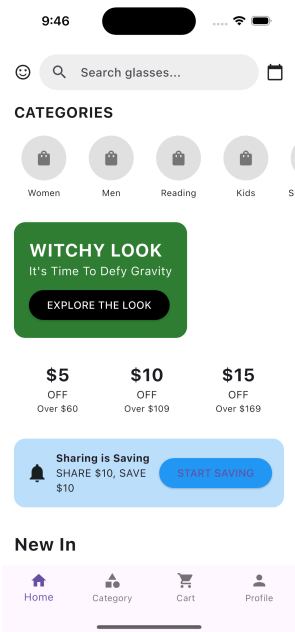 9:46
Search glasses...
CATEGORIES
Women Men Reading Kids S
WITCHY LOOK
It's Time To Defy Gravity
EXPLORE THE LOOK
$5 $10 $15
OFF OFF OFF
Over $60 Over $109 Over $169
Sharing is Saving
SHARE $10, SAVE
$10
START SAVING
New In
Home Category Cart Profile